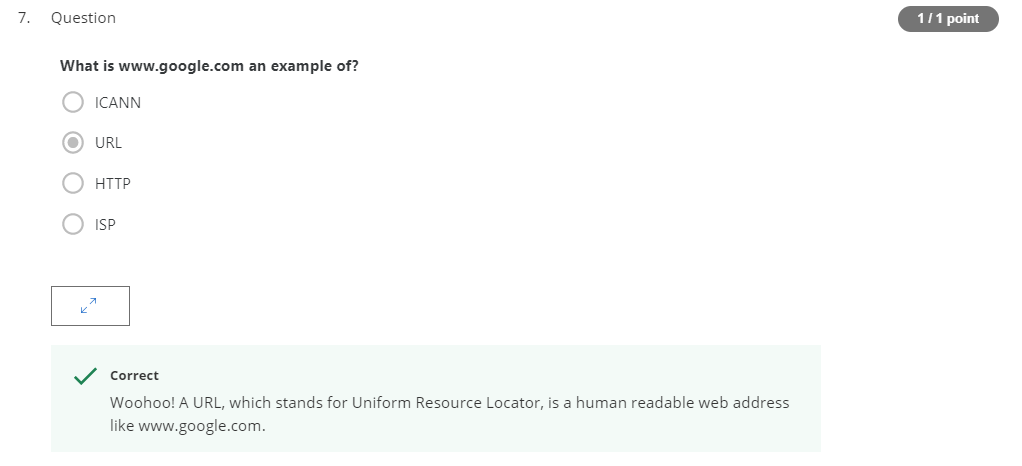 7. Question
1 / 1 point
What is www.google.com an example of?
ICANN
URL
HTTP
ISP
Correct
Woohoo! A URL, which stands for Uniform Resource Locator, is a human readable web address
like www.google.com.